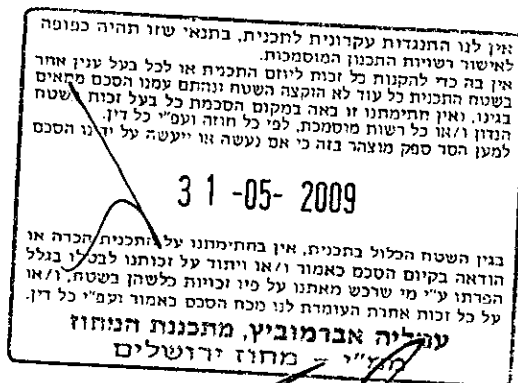 אין לנו התנגדות עקרונית לתכנית, בתנאי שזו תהיה כפופה
לאישור רשויות התכנון המוסמכות.
אין בה כדי להקנות כל זכות ליוזם התכנית או לכל בעל ענין אחר
בשטח התכנית כל עוד לא הוקצה השטח ונחתם עמנו הסכם מתאים
בגינו, ואין חתימתנו זו באה במקום הסכמת כל בעל זכות בשטח
הנדון ו/או כל רשות מוסמכת, לפי כל חוזה ועפ״י כל דין.
למען הסר ספק מוצהר בזה כי אם נעשה או ייעשה על ידינו הסכם
31-05-2009
בגין השטח הכלול בתכנית, אין בחתימתנו על התכנית הכרה או
הודאה בקיום הסכם כאמור ו/או ויתור על זכותנו לבטלו בגלל
הפרתו ע״י מי שרכש מאתנו על פיו זכויות כלשהן בשטח, ו/או
על כל זכות אחרת העומדת לנו מכח הסכם כאמור ועפ״י כל דין.
עמליה אברמוביץ, מתכננת המחוז
ממ״י – מחוז ירושלים